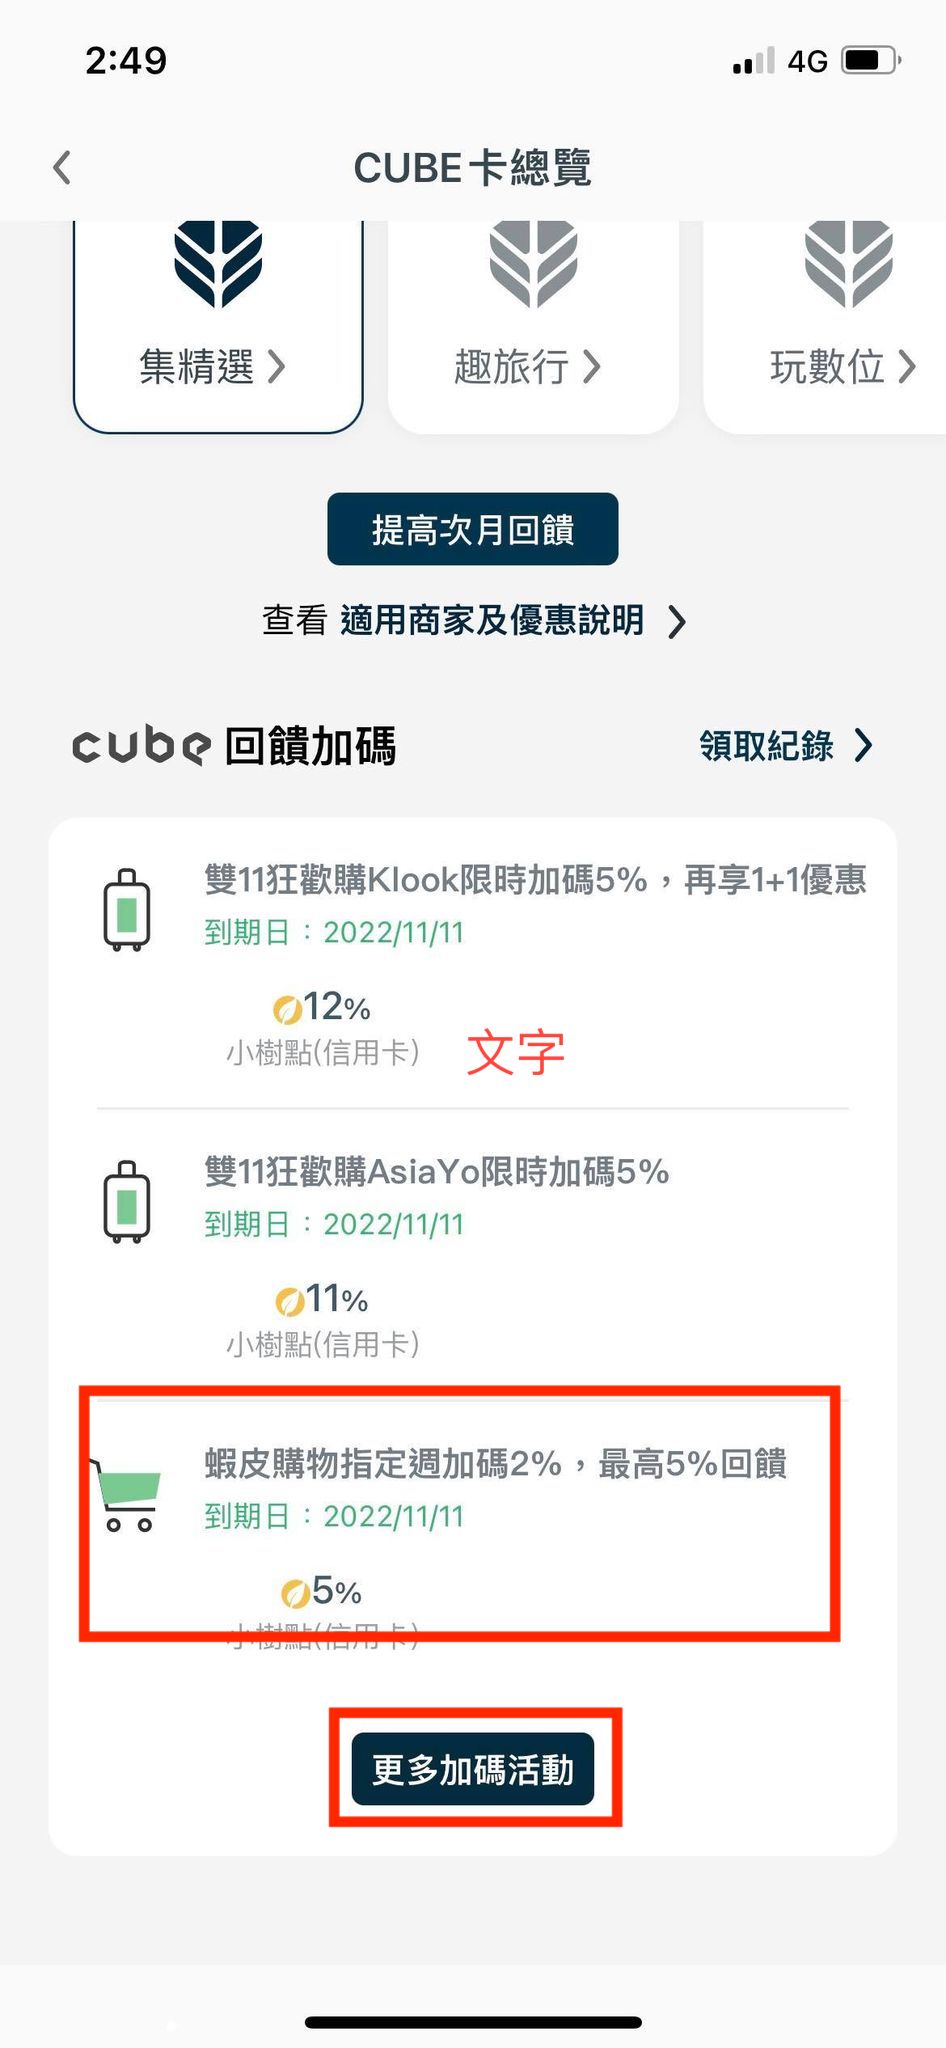 2:49
4G
CUBE卡總覽
集精選
趣旅行
玩數位
提高次月回饋
查看 適用商家及優惠說明
cube 回饋加碼
領取紀錄
雙11狂歡購Klook限時加碼5%，再享1+1優惠
到期日：2022/11/11
12%
小樹點(信用卡)
文字
雙11狂歡購AsiaYo限時加碼5%
到期日：2022/11/11
11%
小樹點(信用卡)
蝦皮購物指定週加碼2%，最高5%回饋
到期日：2022/11/11
5%
小樹點(信用卡)
更多加碼活動